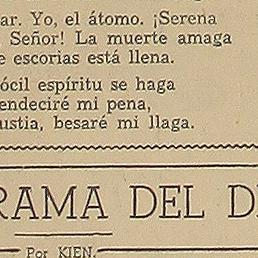 ar. Yo, el átomo. ¡Serena
Señor! La muerte amaga
e escorias está llena.
ócil espíritu se haga
endeciré mi pena,
ustia, besaré mi llaga.
RAMA DEL D
Por KIEN.